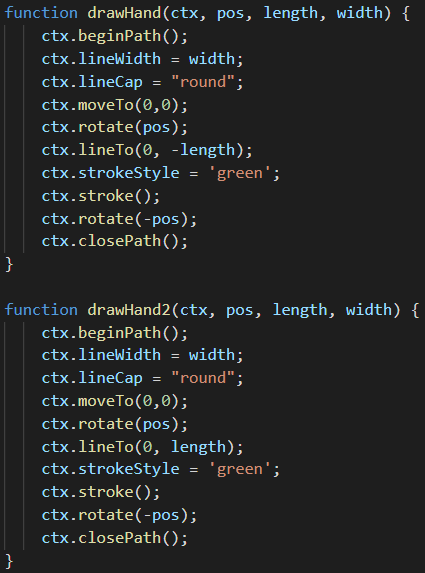 function drawHand(ctx, pos, length, width) {
    ctx.beginPath();
    ctx.lineWidth = width;
    ctx.lineCap = "round";
    ctx.moveTo(0,0);
    ctx.rotate(pos);
    ctx.lineTo(0, -length);
    ctx.strokeStyle = 'green';
    ctx.stroke();
    ctx.rotate(-pos);
    ctx.closePath();
}

function drawHand2(ctx, pos, length, width) {
    ctx.beginPath();
    ctx.lineWidth = width;
    ctx.lineCap = "round";
    ctx.moveTo(0,0);
    ctx.rotate(pos);
    ctx.lineTo(0, length);
    ctx.strokeStyle = 'green';
    ctx.stroke();
    ctx.rotate(-pos);
    ctx.closePath();
}